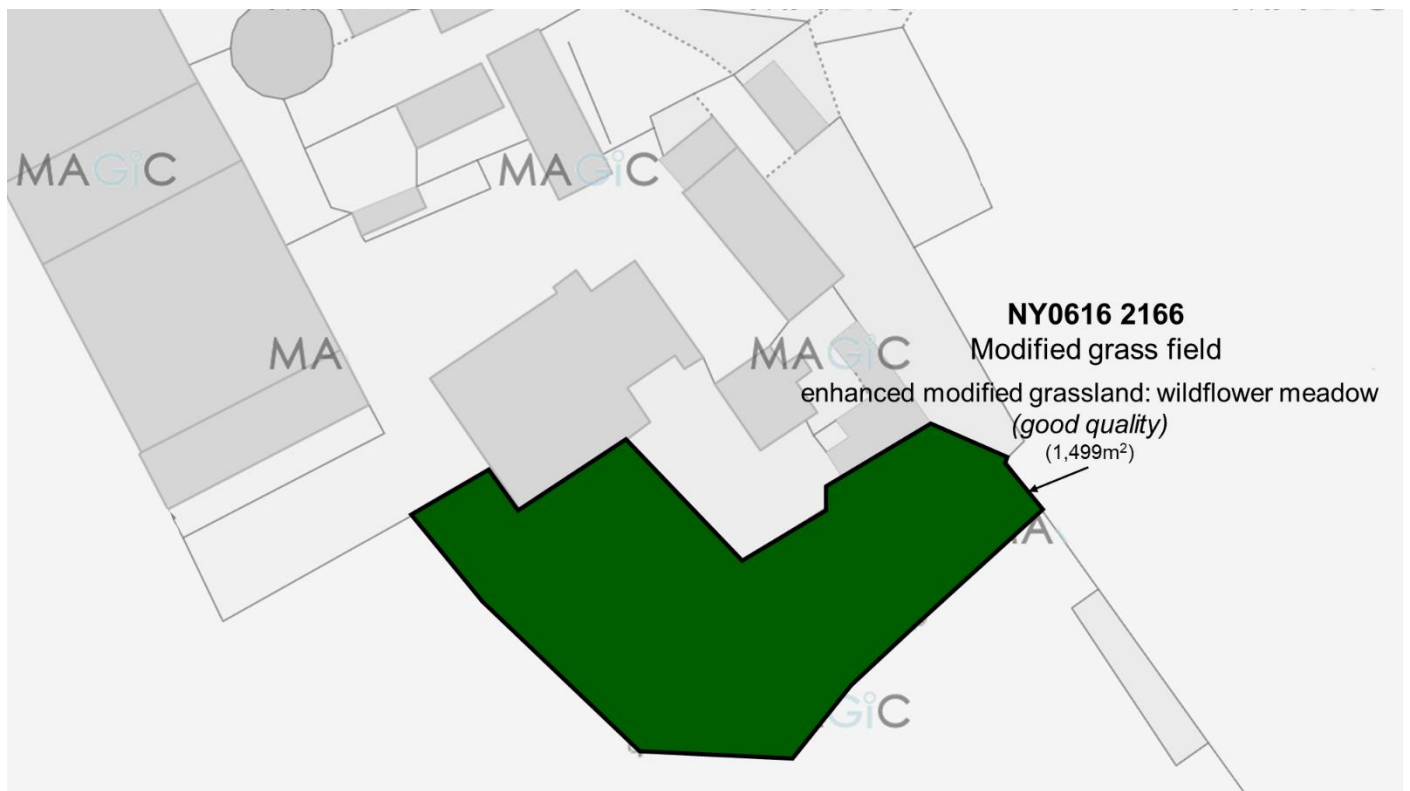 MAGiC
MAGiC
NY0616 2166
Modified grass field
MA
MAGiC
enhanced modified grassland: wildflower meadow
(good quality)
(1,499m²)
MA
GiC